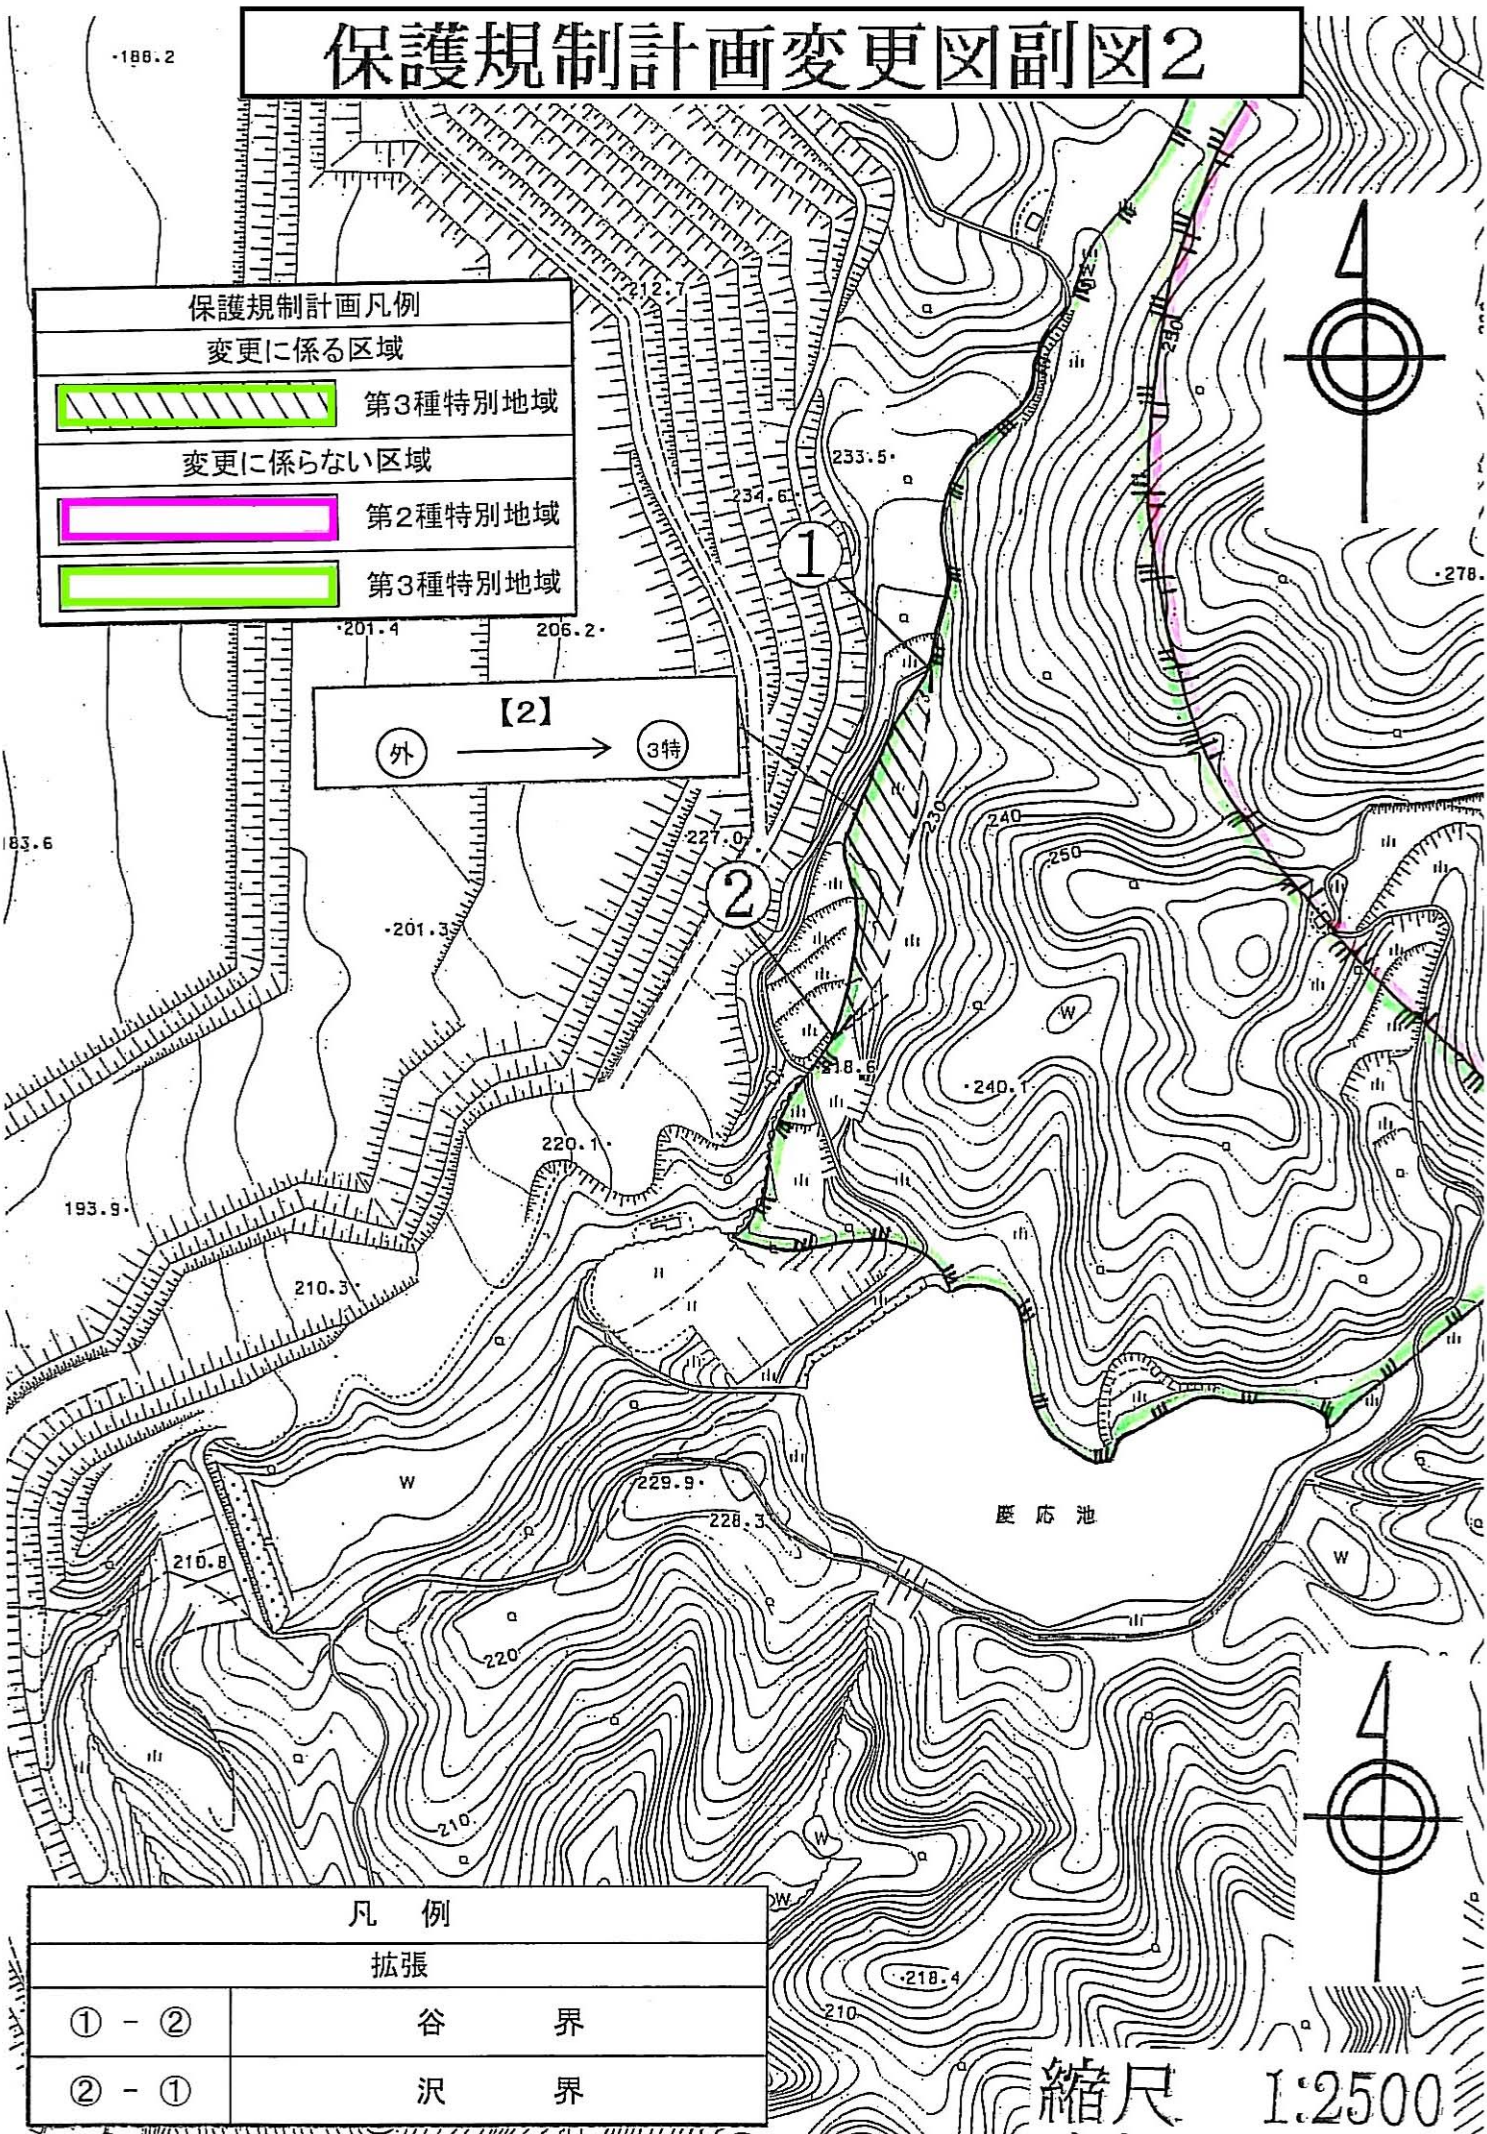 保護規制計画変更図副図2
・188.2
保護規制計画凡例
変更に係る区域
第3種特別地域
変更に係らない区域
第2種特別地域
第3種特別地域
212.7
250
233.5・
234.6・
①
・278.
・201.4
206.2・
【2】
外 → 3特
183.6
227.0
230
240
250
②
・201.3
218.6
・240.1
220.1・
193.9・
210.3・
W
W
229.9・
228.3
慶応池
W
210.8
220
210
W
W
・218.4
210
凡 例
拡張
① - ② 谷 界
② - ① 沢 界
縮尺 1:2500